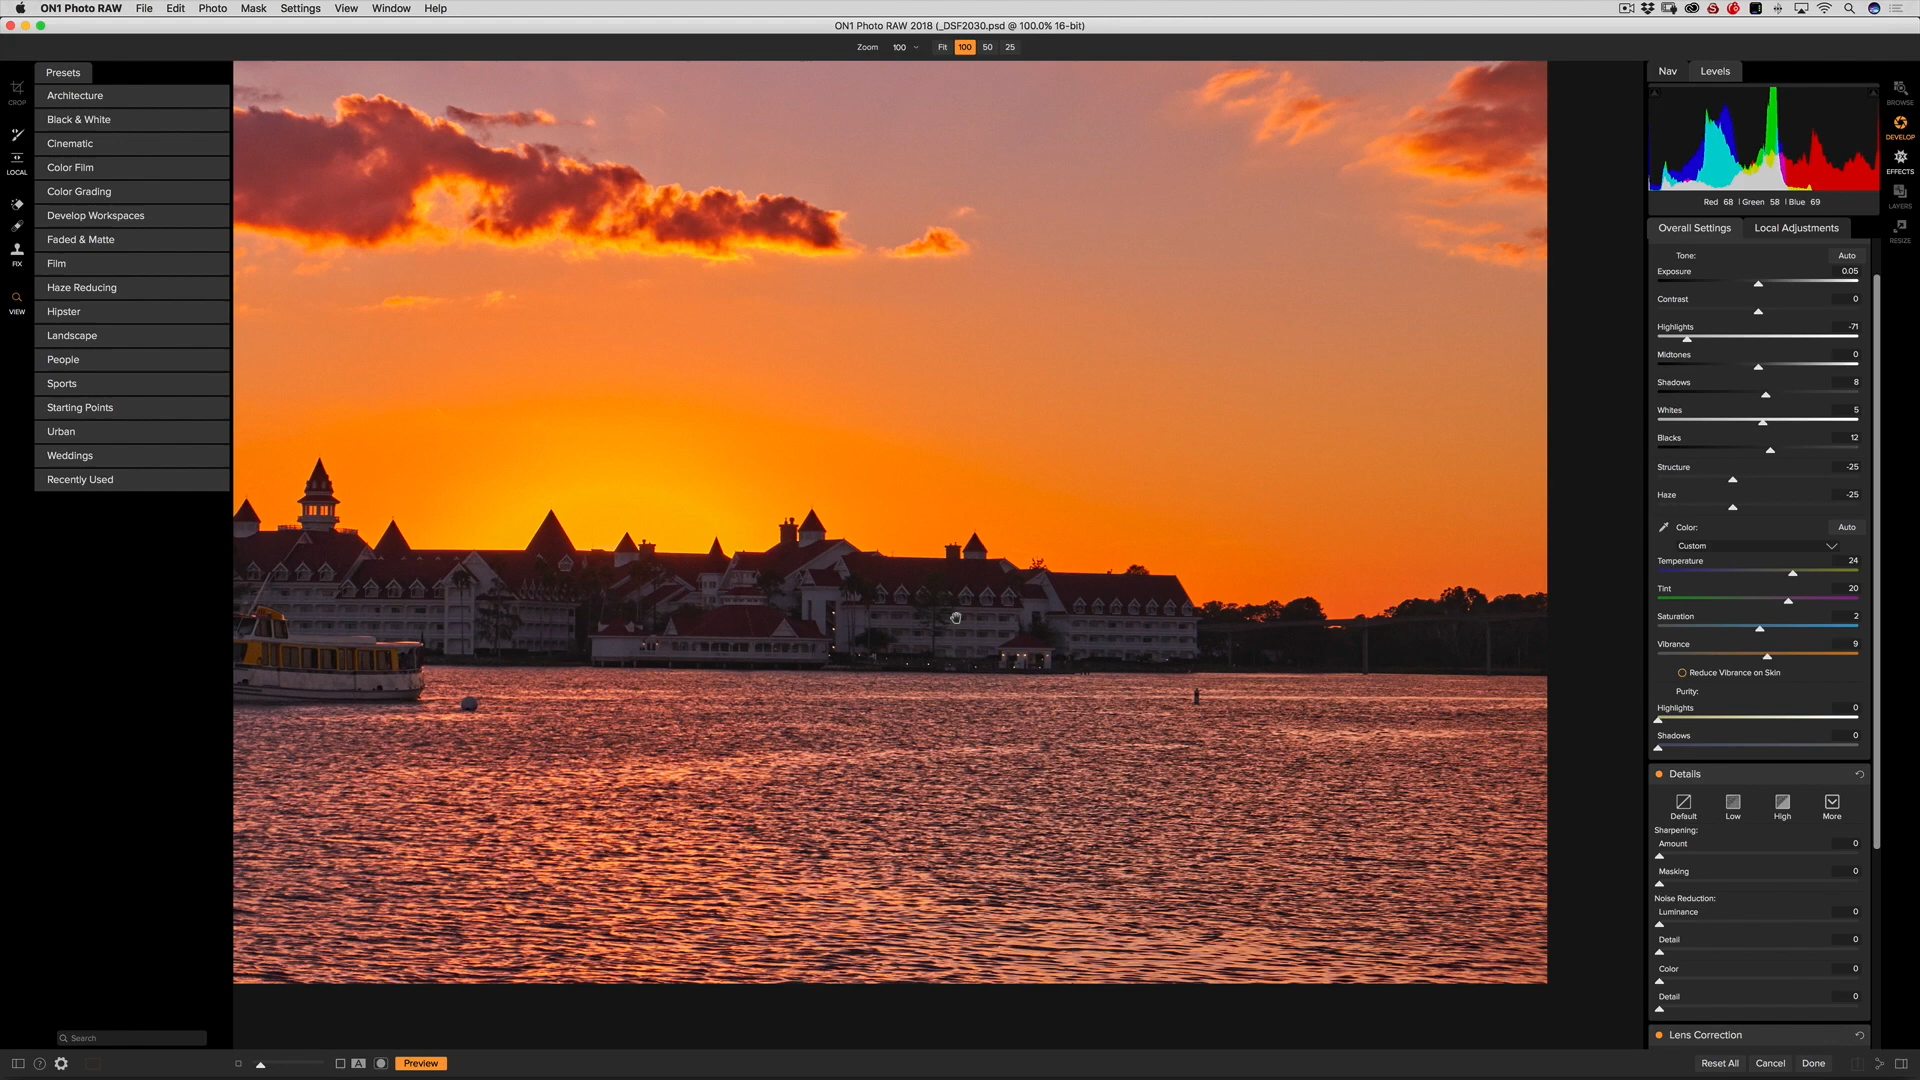 ON1 Photo RAW File Edit Photo Mask Settings View Window Help
ON1 Photo RAW 2018 (_DSF2030.psd @ 100.0% 16-bit)
Zoom 100 Fit 100 50 25
Presets
Architecture
Black & White
Cinematic
Color Film
Color Grading
Develop Workspaces
Faded & Matte
Film
Haze Reducing
Hipster
Landscape
People
Sports
Starting Points
Urban
Weddings
Recently Used
Search
CROP
LOCAL
FIX
VIEW
Nav Levels
Red 68 | Green 58 | Blue 69
Overall Settings Local Adjustments
Tone: Auto
Exposure 0.05
Contrast 0
Highlights -71
Midtones 0
Shadows 8
Whites 5
Blacks 12
Structure -25
Haze -25
Color: Auto
Custom
Temperature 24
Tint 20
Saturation 2
Vibrance 9
Reduce Vibrance on Skin
Purity:
Highlights 0
Shadows 0
Details
Default Low High More
Sharpening:
Amount 0
Masking 0
Noise Reduction:
Luminance 0
Detail 0
Color 0
Detail 0
Lens Correction
BROWSE
DEVELOP
EFFECTS
LAYERS
RESIZE
A Preview
Reset All Cancel Done